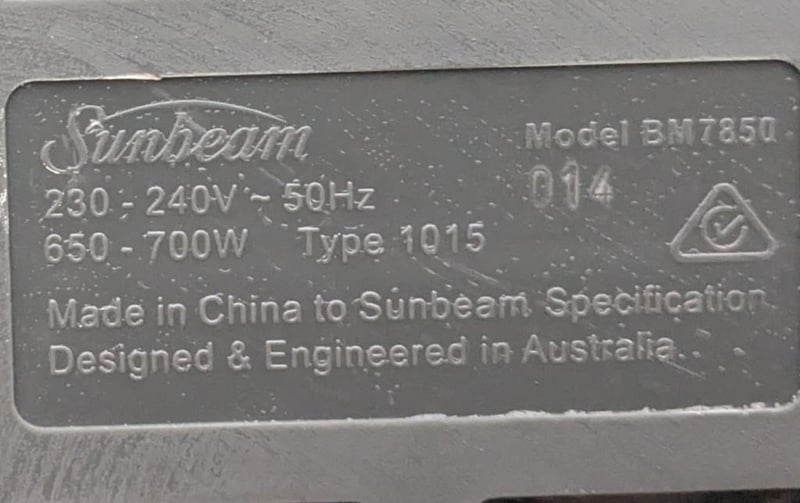 Sunbeam
Model BM7850
230 - 240V ~ 50Hz
014
650 - 700W Type 1015
Made in China to Sunbeam Specification
Designed & Engineered in Australia.